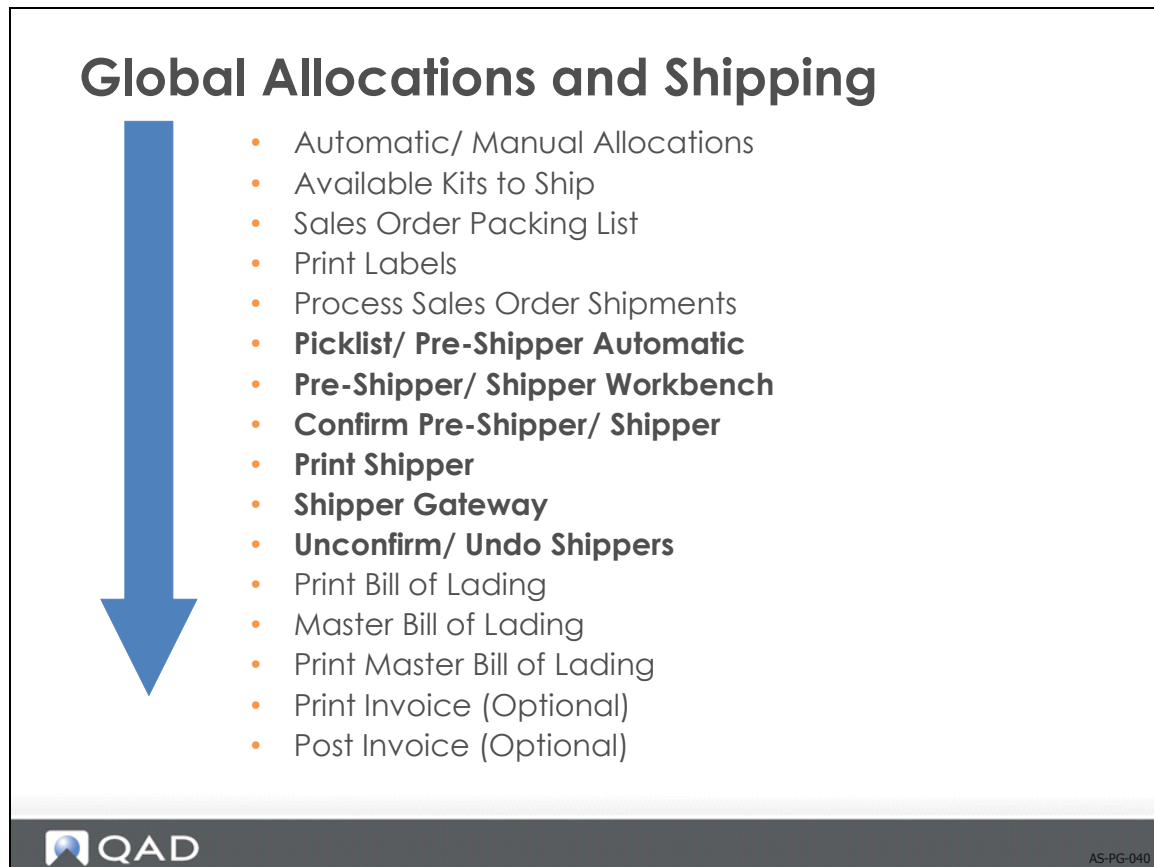 Global Allocations and Shipping
• Automatic/ Manual Allocations
• Available Kits to Ship
• Sales Order Packing List
• Print Labels
• Process Sales Order Shipments
• Picklist/ Pre-Shipper Automatic
• Pre-Shipper/ Shipper Workbench
• Confirm Pre-Shipper/ Shipper
• Print Shipper
• Shipper Gateway
• Unconfirm/ Undo Shippers
• Print Bill of Lading
• Master Bill of Lading
• Print Master Bill of Lading
• Print Invoice (Optional)
• Post Invoice (Optional)
QAD
AS-PG-040